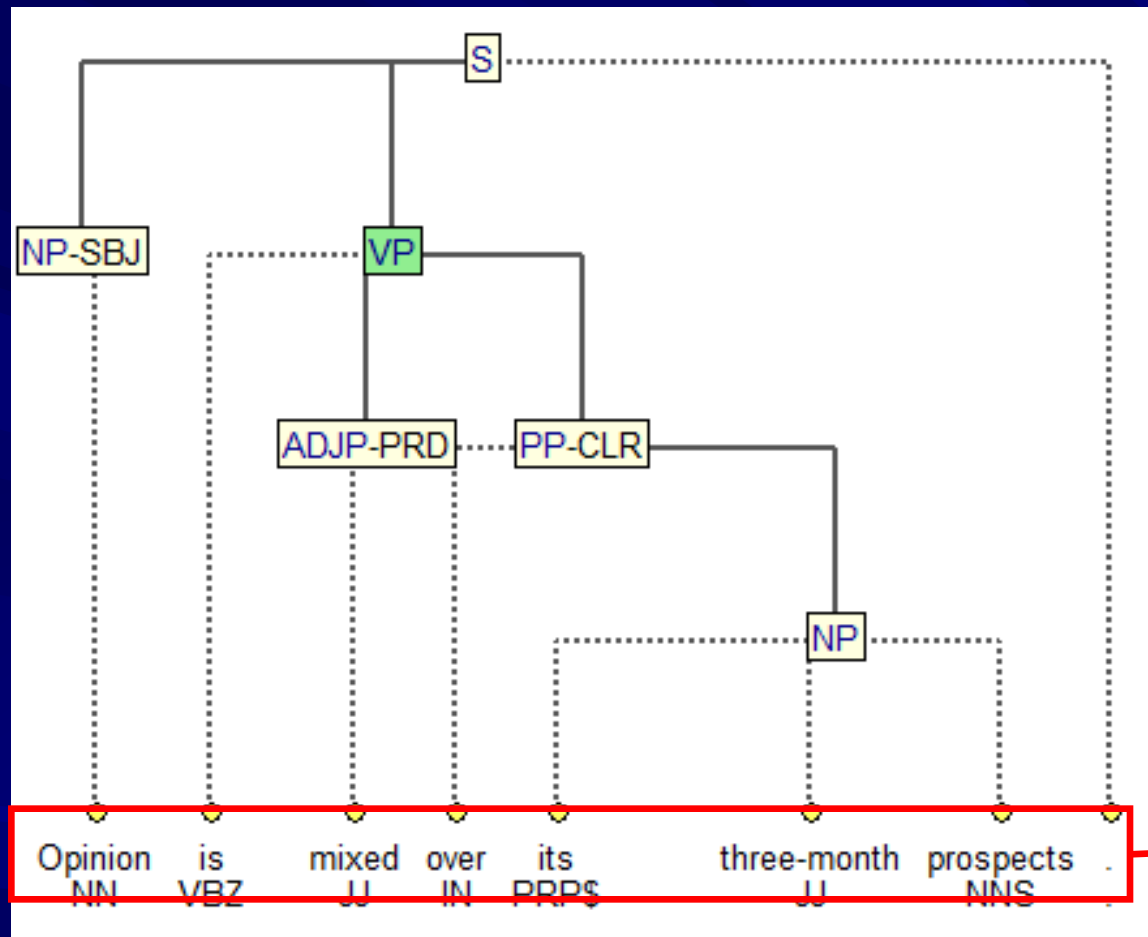 S
NP-SBJ VP
ADJP-PRD PP-CLR
NP
Opinion is mixed over its three-month prospects .
NN VBZ JJ IN PRP$ JJ NNS .